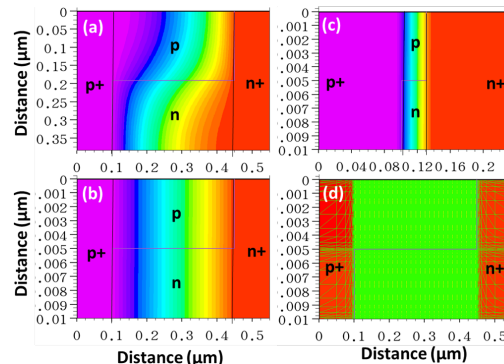 (a)
p
p+
n+
n
0
0.05
0.1
0.15
0.2
0.25
0.3
0.35
0 0.1 0.2 0.3 0.4 0.5
Distance (µm)
(c)
p
p+
n+
n
0
.001
.002
.003
.004
.005
.006
.007
.008
.009
0.01
0 0.04 0.08 0.12 0.16 0.2
(b)
p
p+
n+
n
0
.001
.002
.003
.004
.005
.006
.007
.008
.009
0.01
0 0.1 0.2 0.3 0.4 0.5
Distance (µm)
Distance (µm)
(d)
p+
n+
0
.001
.002
.003
.004
.005
.006
.007
.008
.009
0.01
0 0.1 0.2 0.3 0.4 0.5
Distance (µm)